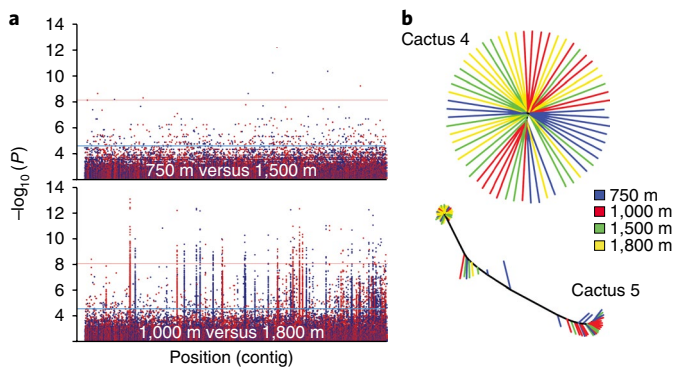 a
b
14
12
10
8
6
4
750 m versus 1,500 m
–log10 (P)
14
12
10
8
6
4
2
1,000 m versus 1,800 m
Position (contig)
Cactus 4
750 m
1,000 m
1,500 m
1,800 m
Cactus 5